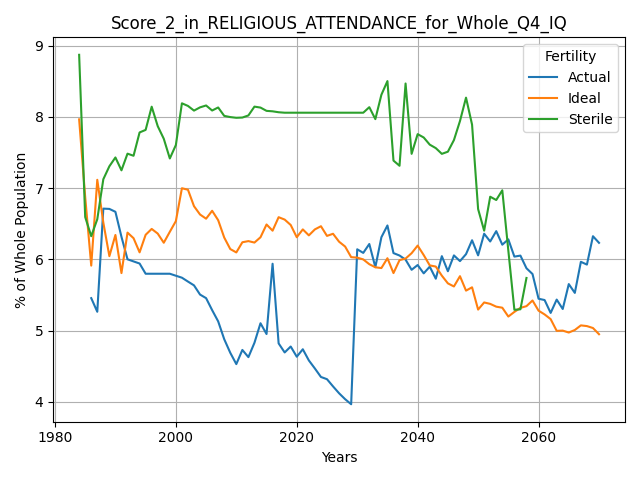 Score_2_in_RELIGIOUS_ATTENDANCE_for_Whole_Q4_IQ
% of Whole Population
9
8
7
6
5
4
Fertility
Actual
Ideal
Sterile
1980
2000
2020
2040
2060
Years